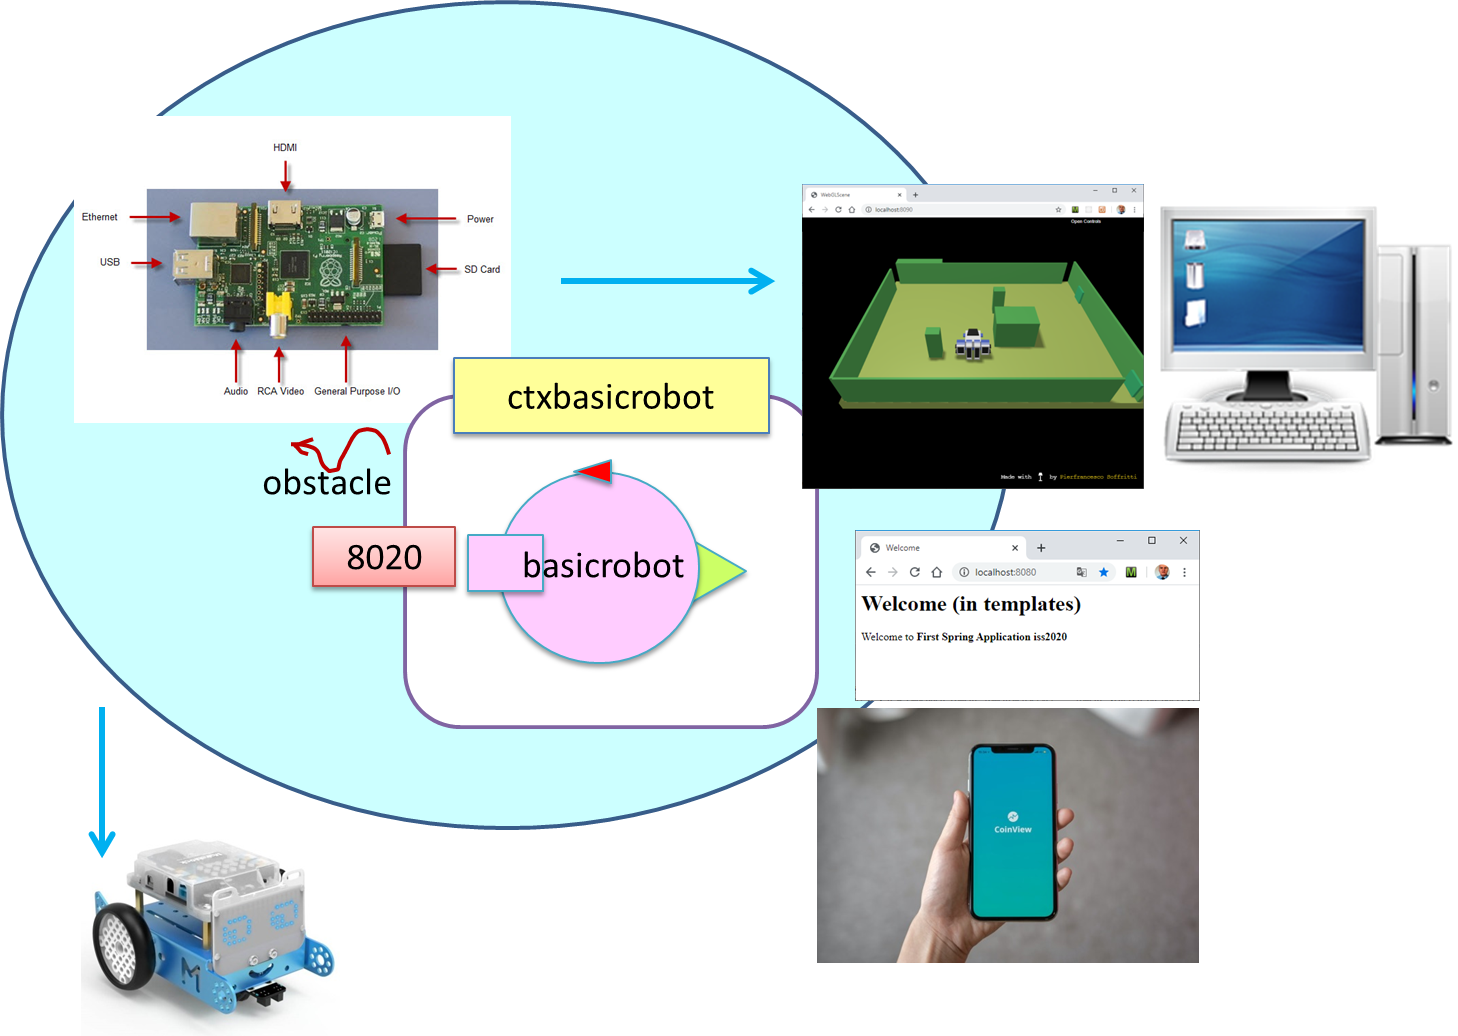 HDMI
Ethernet
Power
USB
SD Card
Audio
RCA Video
General Purpose I/O
WebGLScene
localhost:8090
Open Controls
Made with by Pierfrancesco Soffritti
ctxbasicrobot
obstacle
8020
basicrobot
Welcome
localhost:8080
Welcome (in templates)
Welcome to First Spring Application iss2020
CoinView
M